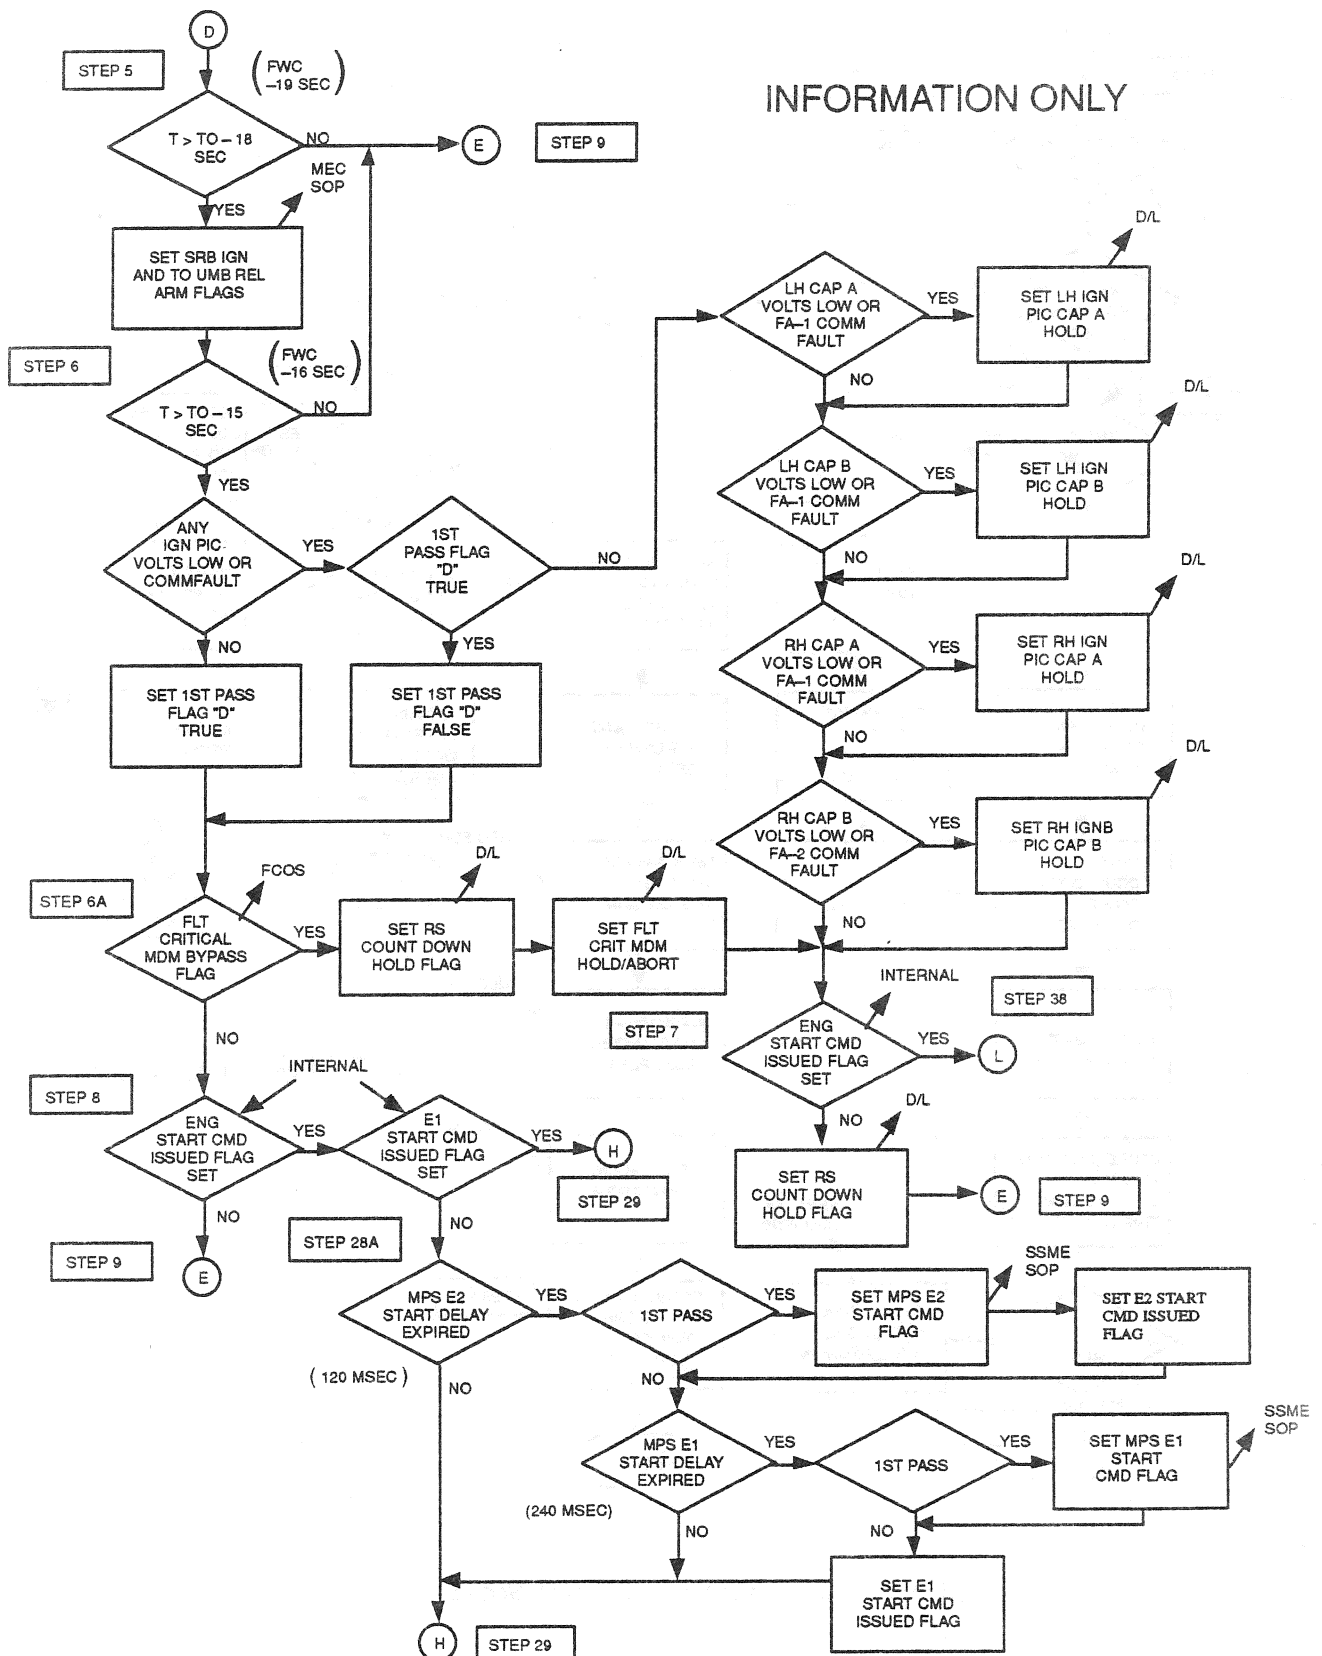 D
STEP 5
FWC
–19 SEC
INFORMATION ONLY
T > TO – 18
SEC
NO
E
STEP 9
MEC
SOP
YES
SET SRB IGN
AND TO UMB REL
ARM FLAGS
STEP 6
FWC
–16 SEC
T > TO – 15
SEC
NO
YES
ANY
IGN PIC
VOLTS LOW OR
COMMFAULT
YES
1ST
PASS FLAG
"D"
TRUE
NO
NO
YES
SET 1ST PASS
FLAG "D"
TRUE
SET 1ST PASS
FLAG "D"
FALSE
LH CAP A
VOLTS LOW OR
FA–1 COMM
FAULT
YES
SET LH IGN
PIC CAP A
HOLD
D/L
NO
LH CAP B
VOLTS LOW OR
FA–1 COMM
FAULT
YES
SET LH IGN
PIC CAP B
HOLD
D/L
NO
RH CAP A
VOLTS LOW OR
FA–1 COMM
FAULT
YES
SET RH IGN
PIC CAP A
HOLD
D/L
NO
RH CAP B
VOLTS LOW OR
FA–2 COMM
FAULT
YES
SET RH IGNB
PIC CAP B
HOLD
D/L
NO
STEP 6A
FCOS
FLT
CRITICAL
MDM BYPASS
FLAG
YES
SET RS
COUNT DOWN
HOLD FLAG
D/L
SET FLT
CRIT MDM
HOLD/ABORT
D/L
NO
STEP 7
INTERNAL
STEP 38
ENG
START CMD
ISSUED FLAG
SET
YES
L
NO
D/L
SET RS
COUNT DOWN
HOLD FLAG
E
STEP 9
STEP 8
INTERNAL
ENG
START CMD
ISSUED FLAG
SET
YES
E1
START CMD
ISSUED FLAG
SET
YES
H
STEP 29
NO
STEP 9
E
NO
STEP 28A
MPS E2
START DELAY
EXPIRED
( 120 MSEC )
YES
1ST PASS
YES
SET MPS E2
START CMD
FLAG
SSME
SOP
SET E2 START
CMD ISSUED
FLAG
NO
NO
MPS E1
START DELAY
EXPIRED
(240 MSEC)
YES
1ST PASS
YES
SET MPS E1
START
CMD FLAG
SSME
SOP
NO
NO
SET E1
START CMD
ISSUED FLAG
H
STEP 29